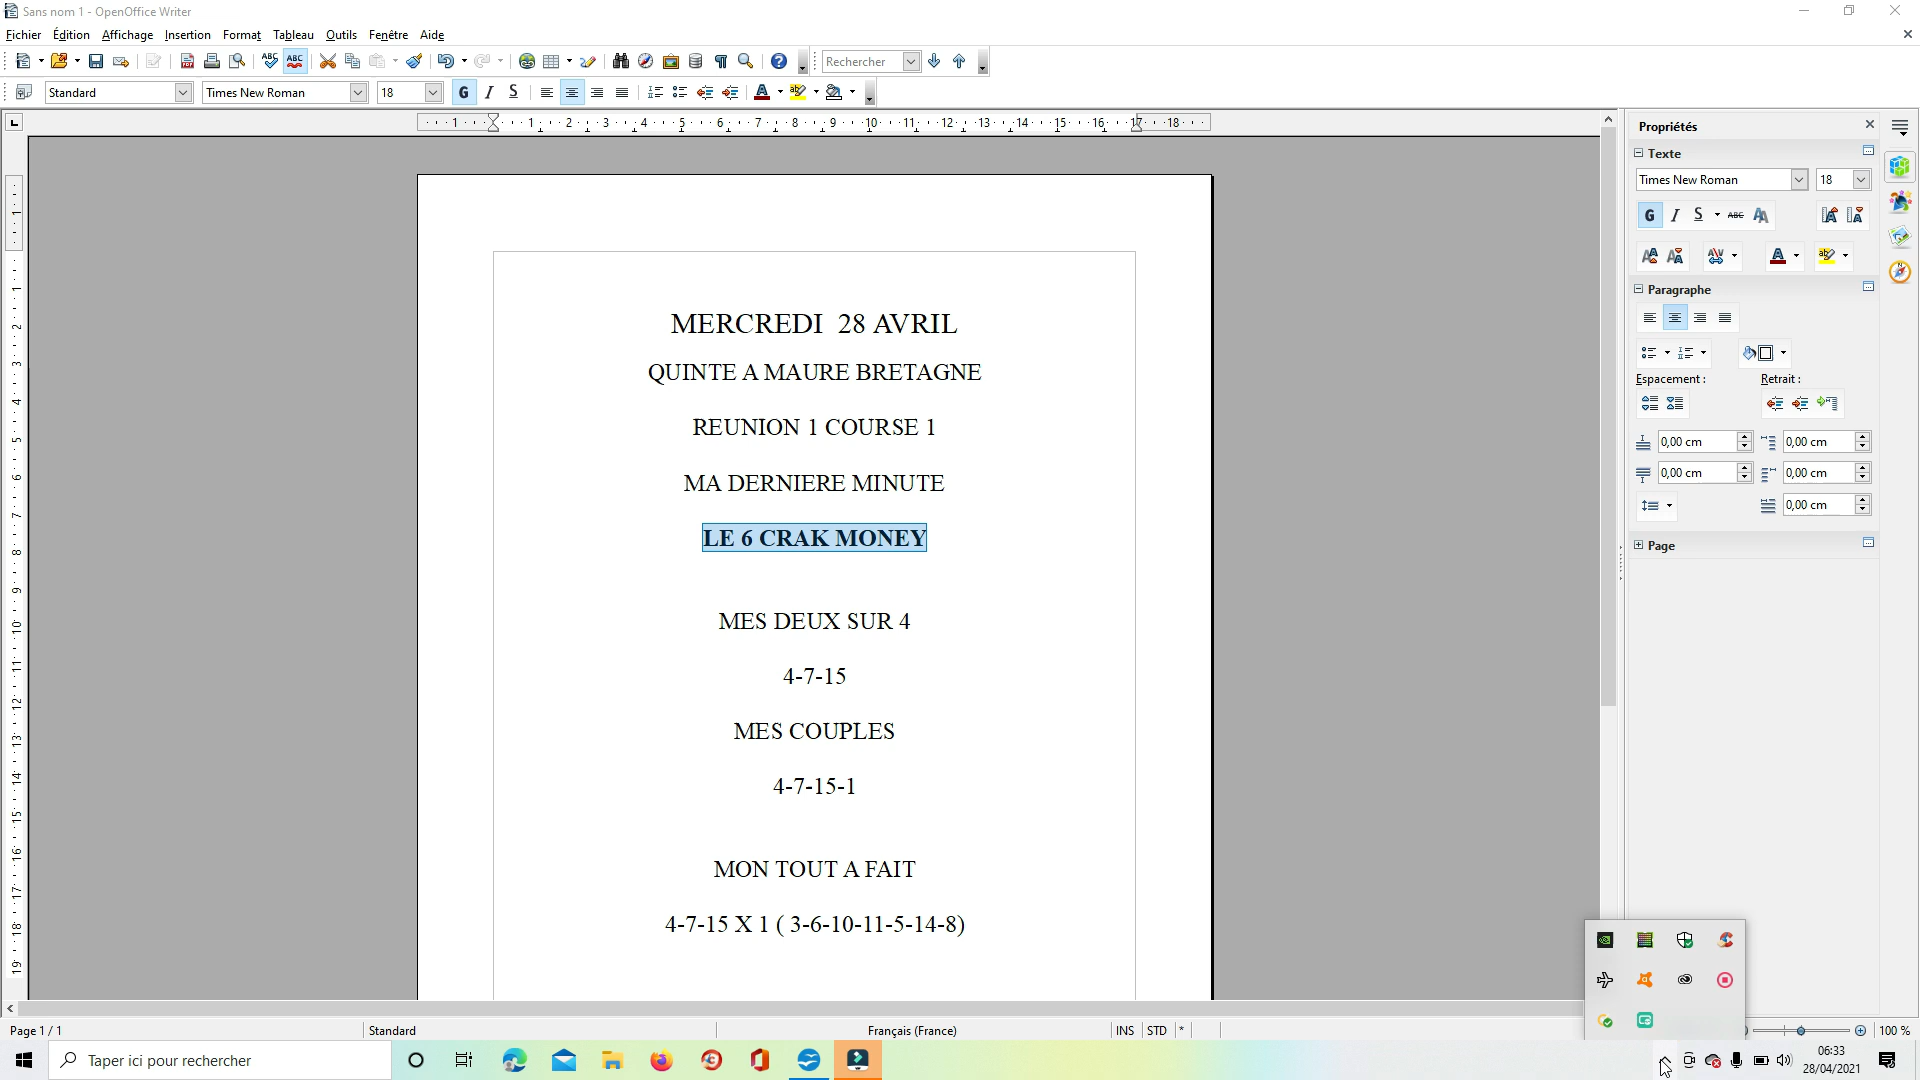 Sans nom 1 - OpenOffice Writer
Fichier Édition Affichage Insertion Format Tableau Outils Fenêtre Aide
Rechercher
Standard Times New Roman 18 G I S
Propriétés
Texte
Times New Roman 18
G I S ABC
Paragraphe
Espacement : Retrait :
0,00 cm 0,00 cm
0,00 cm 0,00 cm
0,00 cm
Page
MERCREDI 28 AVRIL
QUINTE A MAURE BRETAGNE
REUNION 1 COURSE 1
MA DERNIERE MINUTE
LE 6 CRAK MONEY
MES DEUX SUR 4
4-7-15
MES COUPLES
4-7-15-1
MON TOUT A FAIT
4-7-15 X 1 ( 3-6-10-11-5-14-8)
Page 1 / 1 Standard Français (France) INS STD * 100 %
Taper ici pour rechercher
06:33
28/04/2021